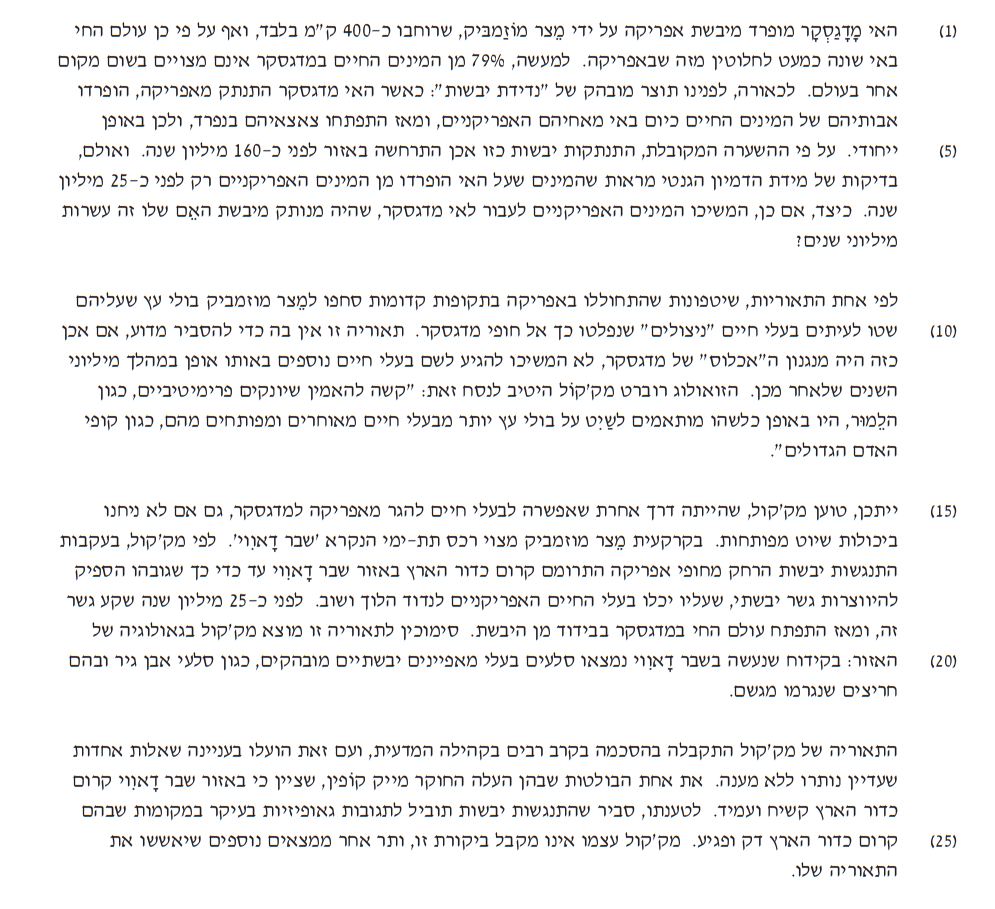 (1) האי מָדָגַסְקָר מופרד מיבשת אפריקה על ידי מֵצר מוֹזַמבּיק, שרוחבו כ-400 ק"מ בלבד, ואף על פי כן עולם החי
באי שונה כמעט לחלוטין מזה שבאפריקה. למעשה, 79% מן המינים החיים במדגסקר אינם מצויים בשום מקום
אחר בעולם. לכאורה, לפנינו תוצר מובהק של "נדידת יבשות": כאשר האי מדגסקר התנתק מאפריקה, הופרדו
אבותיהם של המינים החיים כיום באי מאחיהם האפריקניים, ומאז התפתחו צאצאיהם בנפרד, ולכן באופן
(5) ייחודי. על פי ההשערה המקובלת, התנתקות יבשות כזו אכן התרחשה באזור לפני כ-160 מיליון שנה. ואולם,
בדיקות של מידת הדמיון הגנטי מראות שהמינים שעל האי הופרדו מן המינים האפריקניים רק לפני כ-25 מיליון
שנה. כיצד, אם כן, המשיכו המינים האפריקניים לעבור לאי מדגסקר, שהיה מנותק מיבשת האֵם שלו זה עשרות
מיליוני שנים?
לפי אחת התאוריות, שיטפונות שהתחוללו באפריקה בתקופות קדומות סחפו למֵצר מוזמביק בולי עץ שעליהם
(10) שטו לעיתים בעלי חיים "ניצולים" שנפלטו כך אל חופי מדגסקר. תאוריה זו אין בה כדי להסביר מדוע, אם אכן
כזה היה מנגנון ה"אכלוס" של מדגסקר, לא המשיכו להגיע לשם בעלי חיים נוספים באותו אופן במהלך מיליוני
השנים שלאחר מכן. הזואולוג רוברט מק'קוֹל היטיב לנסח זאת: "קשה להאמין שיונקים פרימיטיביים, כגון
הלֵמוּר, היו באופן כלשהו מותאמים לשַיִט על בולי עץ יותר מבעלי חיים מאוחרים ומפותחים מהם, כגון קופי
האדם הגדולים".
(15) ייתכן, טוען מק'קול, שהייתה דרך אחרת שאפשרה לבעלי חיים להגר מאפריקה למדגסקר, גם אם לא ניחנו
ביכולות שיוט מפותחות. בקרקעית מֵצר מוזמביק מצוי רכס תת-ימי הנקרא 'שבר דָאווי'. לפי מק'קול, בעקבות
התנגשות יבשות הרחק מחופי אפריקה התרומם קרום כדור הארץ באזור שבר דָאווי עד כדי כך שגובהו הספיק
להיווצרות גשר יבשתי, שעליו יכלו בעלי החיים האפריקניים לנדוד הלוך ושוב. לפני כ-25 מיליון שנה שקע גשר
זה, ומאז התפתח עולם החי במדגסקר בבידוד מן היבשת. סימוכין לתאוריה זו מוצא מק'קול בגאולוגיה של
(20) האזור: בקידוח שנעשה בשבר דָאווי נמצאו סלעים בעלי מאפיינים יבשתיים מובהקים, כגון סלעי אבן גיר ובהם
חריצים שנגרמו מגשם.
התאוריה של מק'קול התקבלה בהסכמה בקרב רבים בקהילה המדעית, ועם זאת הועלו בעניינה שאלות אחדות
שעדיין נותרו ללא מענה. את אחת הבולטות שבהן העלה החוקר מייק קוֹפין, שציין כי באזור שבר דָאווי קרום
כדור הארץ קשיח ועמיד. לטענתו, סביר שהתנגשות יבשות תוביל לתגובות גאופיזיות בעיקר במקומות שבהם
(25) קרום כדור הארץ דק ופגיע. מק'קול עצמו אינו מקבל ביקורת זו, ותר אחר ממצאים נוספים שיאששו את
התאוריה שלו.